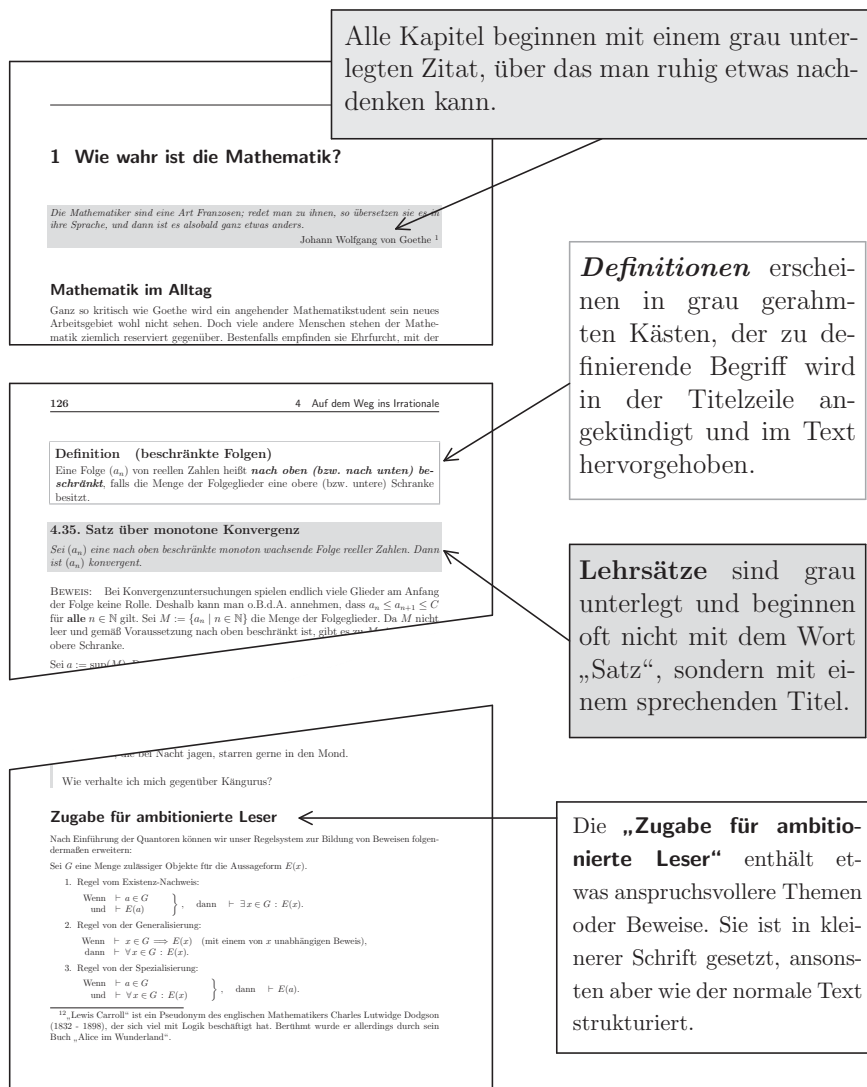 Alle Kapitel beginnen mit einem grau unter-
legten Zitat, über das man ruhig etwas nach-
denken kann.
1 Wie wahr ist die Mathematik?
Die Mathematiker sind eine Art Franzosen; redet man zu ihnen, so übersetzen sie es in
ihre Sprache, und dann ist es alsobald ganz etwas anders.
Johann Wolfgang von Goethe 1
Mathematik im Alltag
Ganz so kritisch wie Goethe wird ein angehender Mathematikstudent sein neues
Arbeitsgebiet wohl nicht sehen. Doch viele andere Menschen stehen der Mathe-
matik ziemlich reserviert gegenüber. Bestenfalls empfinden sie Ehrfurcht, mit der
Definitionen erschei-
nen in grau gerahm-
ten Kästen, der zu de-
finierende Begriff wird
in der Titelzeile an-
gekündigt und im Text
hervorgehoben.
126 4 Auf dem Weg ins Irrationale
Definition (beschränkte Folgen)
Eine Folge (aₙ) von reellen Zahlen heißt nach oben (bzw. nach unten) be-
schränkt, falls die Menge der Folgeglieder eine obere (bzw. untere) Schranke
besitzt.
4.35. Satz über monotone Konvergenz
Sei (aₙ) eine nach oben beschränkte monoton wachsende Folge reeller Zahlen. Dann
ist (aₙ) konvergent.
BEWEIS: Bei Konvergenzuntersuchungen spielen endlich viele Glieder am Anfang
der Folge keine Rolle. Deshalb kann man o.B.d.A. annehmen, dass aₙ ≤ aₙ₊₁ ≤ C
für alle n ∈ ℕ gilt. Sei M := {aₙ | n ∈ ℕ} die Menge der Folgeglieder. Da M nicht
leer und gemäß Voraussetzung nach oben beschränkt ist, gibt es zu
obere Schranke.
Sei a := sup(M)
Lehrsätze sind grau
unterlegt und beginnen
oft nicht mit dem Wort
„Satz“, sondern mit ei-
nem sprechenden Titel.
die bei Nacht jagen, starren gerne in den Mond.
Wie verhalte ich mich gegenüber Kängurus?
Zugabe für ambitionierte Leser
Nach Einführung der Quantoren können wir unser Regelsystem zur Bildung von Beweisen folgen-
dermaßen erweitern:
Sei G eine Menge zulässiger Objekte für die Aussageform E(x).
1. Regel vom Existenz-Nachweis:
Wenn ⊢ a ∈ G
und ⊢ E(a) } , dann ⊢ ∃ x ∈ G : E(x).
2. Regel von der Generalisierung:
Wenn ⊢ x ∈ G ⟹ E(x) (mit einem von x unabhängigen Beweis),
dann ⊢ ∀ x ∈ G : E(x).
3. Regel von der Spezialisierung:
Wenn ⊢ a ∈ G
und ⊢ ∀ x ∈ G : E(x) } , dann ⊢ E(a).
12„Lewis Carroll“ ist ein Pseudonym des englischen Mathematikers Charles Lutwidge Dodgson
(1832 - 1898), der sich viel mit Logik beschäftigt hat. Berühmt wurde er allerdings durch sein
Buch „Alice im Wunderland“.
Die „Zugabe für ambitio-
nierte Leser“ enthält et-
was anspruchsvollere Themen
oder Beweise. Sie ist in klei-
nerer Schrift gesetzt, ansons-
ten aber wie der normale Text
strukturiert.